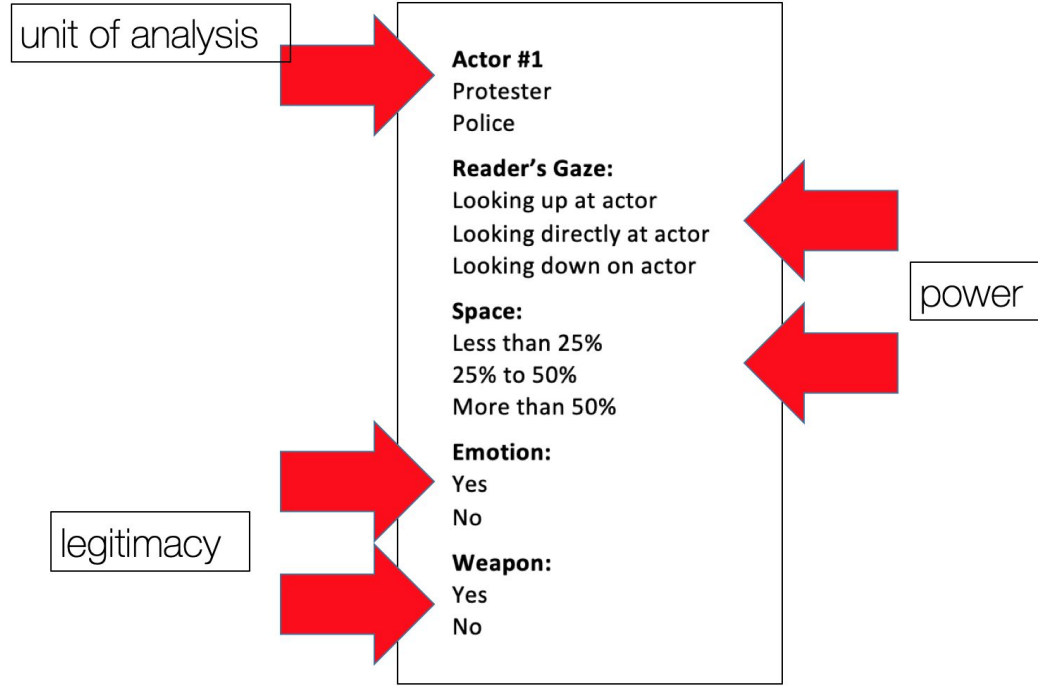 unit of analysis
Actor #1
Protester
Police
Reader's Gaze:
Looking up at actor
Looking directly at actor
Looking down on actor
power
Space:
Less than 25%
25% to 50%
More than 50%
Emotion:
Yes
No
legitimacy
Weapon:
Yes
No